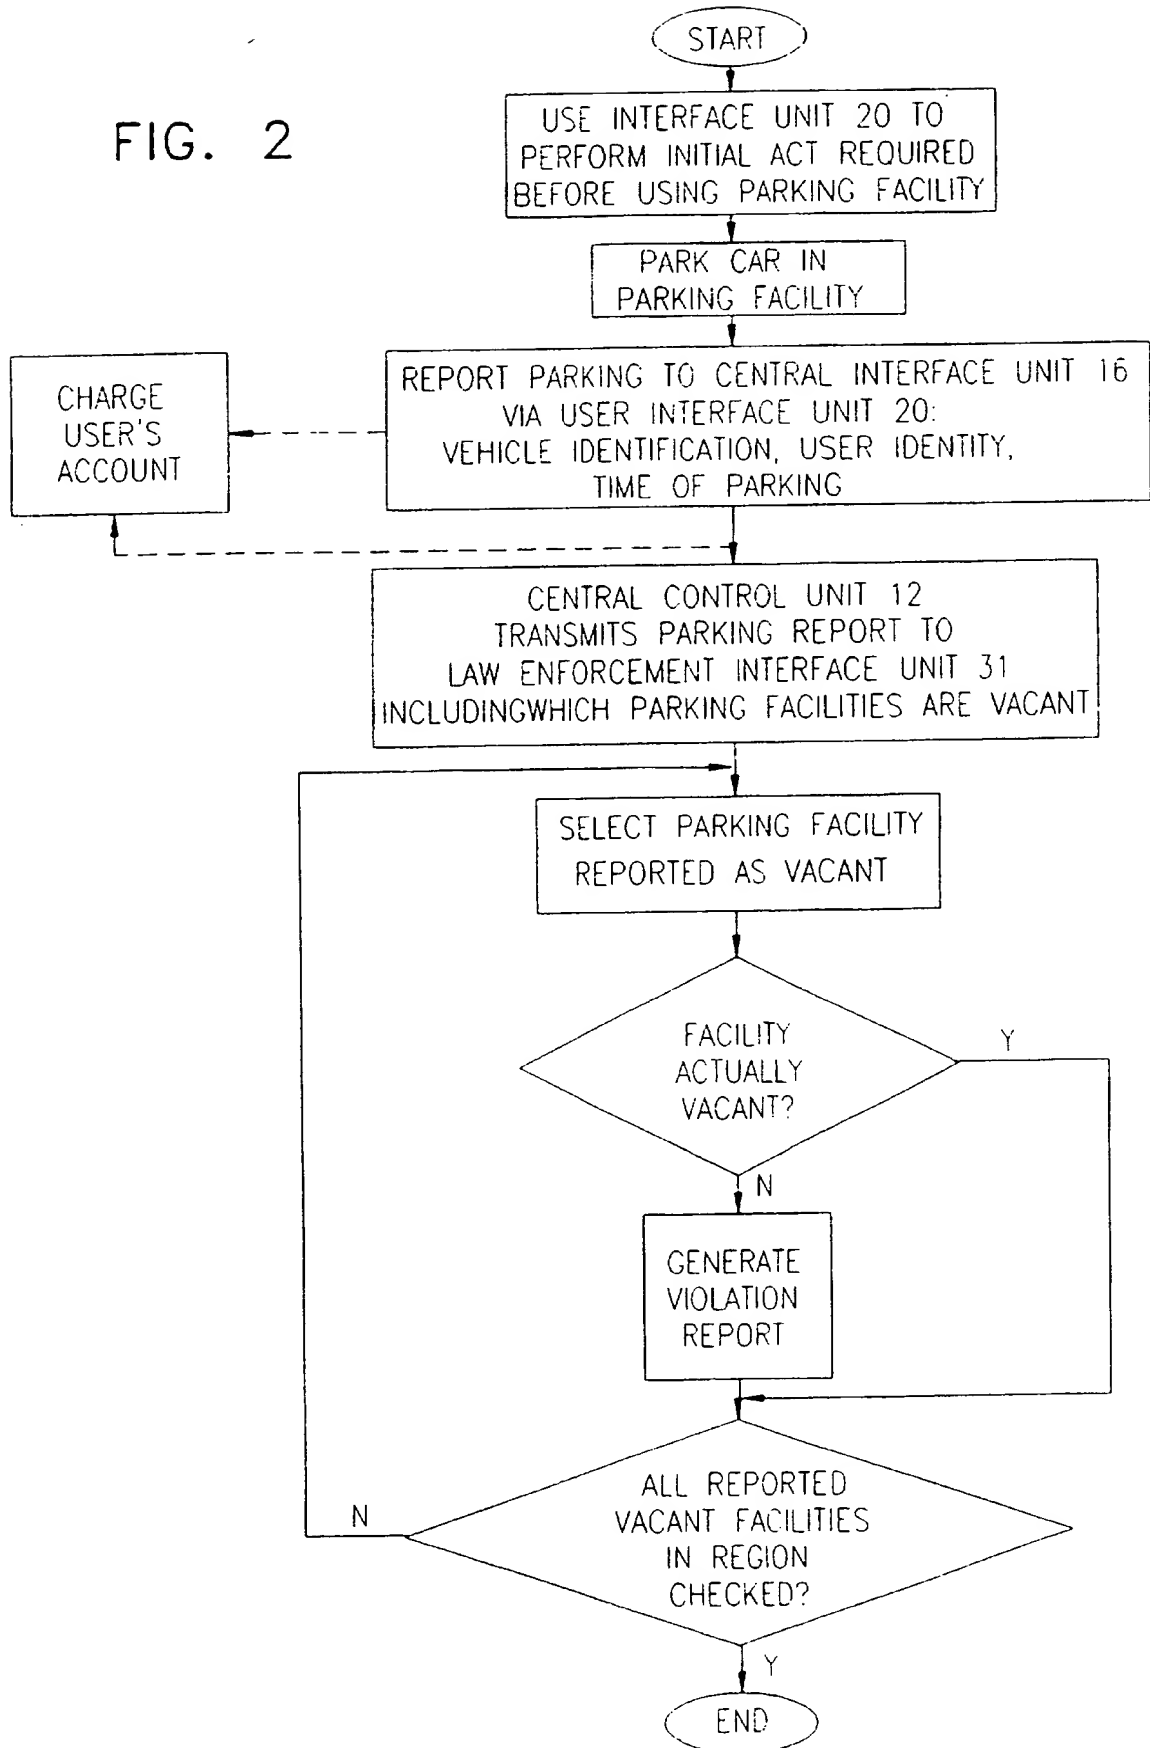 START
FIG. 2
USE INTERFACE UNIT 20 TO
PERFORM INITIAL ACT REQUIRED
BEFORE USING PARKING FACILITY
PARK CAR IN
PARKING FACILITY
REPORT PARKING TO CENTRAL INTERFACE UNIT 16
VIA USER INTERFACE UNIT 20:
VEHICLE IDENTIFICATION, USER IDENTITY,
TIME OF PARKING
CHARGE
USER'S
ACCOUNT
CENTRAL CONTROL UNIT 12
TRANSMITS PARKING REPORT TO
LAW ENFORCEMENT INTERFACE UNIT 31
INCLUDINGWHICH PARKING FACILITIES ARE VACANT
SELECT PARKING FACILITY
REPORTED AS VACANT
FACILITY
ACTUALLY
VACANT?
Y
N
GENERATE
VIOLATION
REPORT
ALL REPORTED
VACANT FACILITIES
IN REGION
CHECKED?
N
Y
END